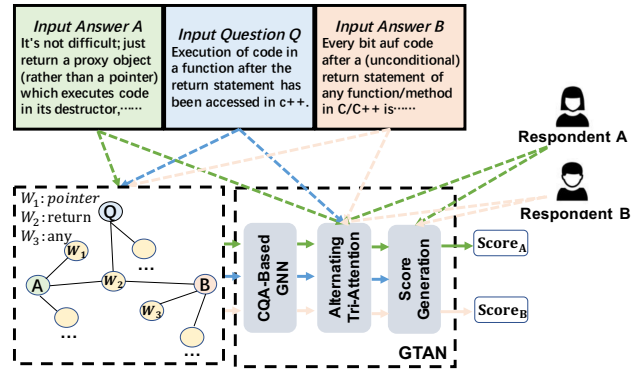 Input Answer A
It's not difficult; just
return a proxy object
(rather than a pointer)
which executes code
in its destructor,······
Input Question Q
Execution of code in
a function after the
return statement has
been accessed in c++.
Input Answer B
Every bit auf code
after a (unconditional)
return statement of
any function/method
in C/C++ is······
Respondent A
Respondent B
W₁: pointer
W₂: return
W₃: any
Q
W₁
...
A
W₂
B
W₃
...
...
CQA-Based
GNN
Alternating
Tri-Attention
Score
Generation
GTAN
Score_A
Score_B